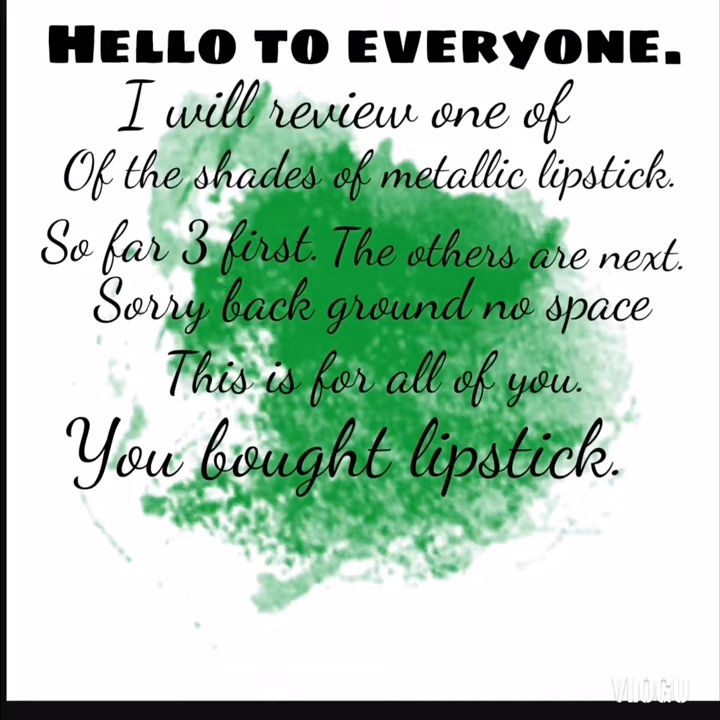 HELLO TO EVERYONE.
I will review one of
Of the shades of metallic lipstick.
So far 3 first. The others are next.
Sorry back ground no space
This is for all of you.
You bought lipstick.
VLOGU